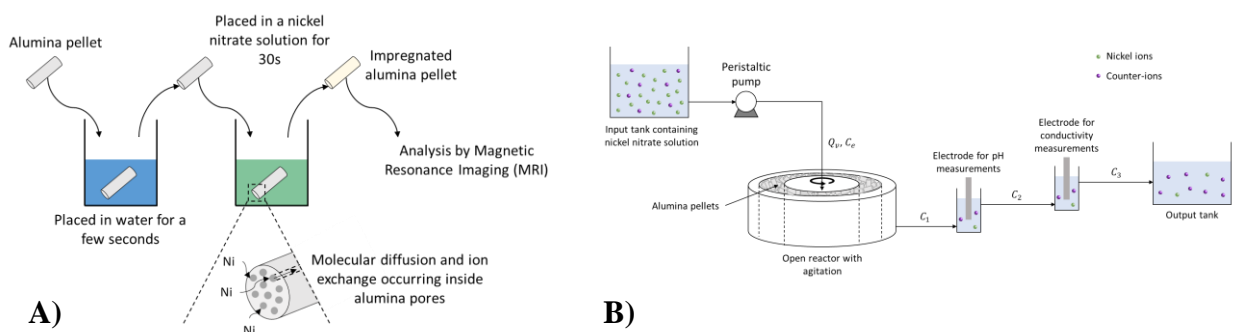 Alumina pellet
Placed in a nickel
nitrate solution for
30s
Impregnated
alumina pellet
Analysis by Magnetic
Resonance Imaging (MRI)
Placed in water for a
few seconds
Ni
Ni
Ni
Molecular diffusion and ion
exchange occurring inside
alumina pores
A)
Peristaltic
pump
Input tank containing
nickel nitrate solution
Qᵥ, Cₑ
Nickel ions
Counter-ions
Electrode for
conductivity
measurements
Electrode for pH
measurements
Alumina pellets
C₁
C₂
C₃
Output tank
Open reactor with
agitation
B)